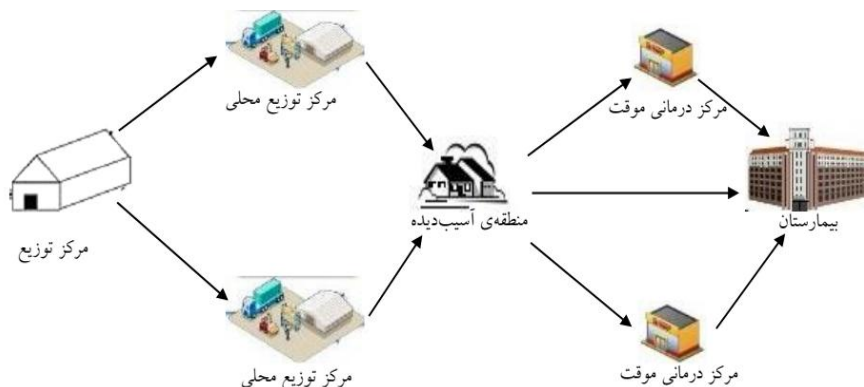 مرکز توزیع محلی
مرکز درمانی موقت
منطقه‌ی آسیب‌دیده
بیمارستان
مرکز توزیع
مرکز توزیع محلی
مرکز درمانی موقت